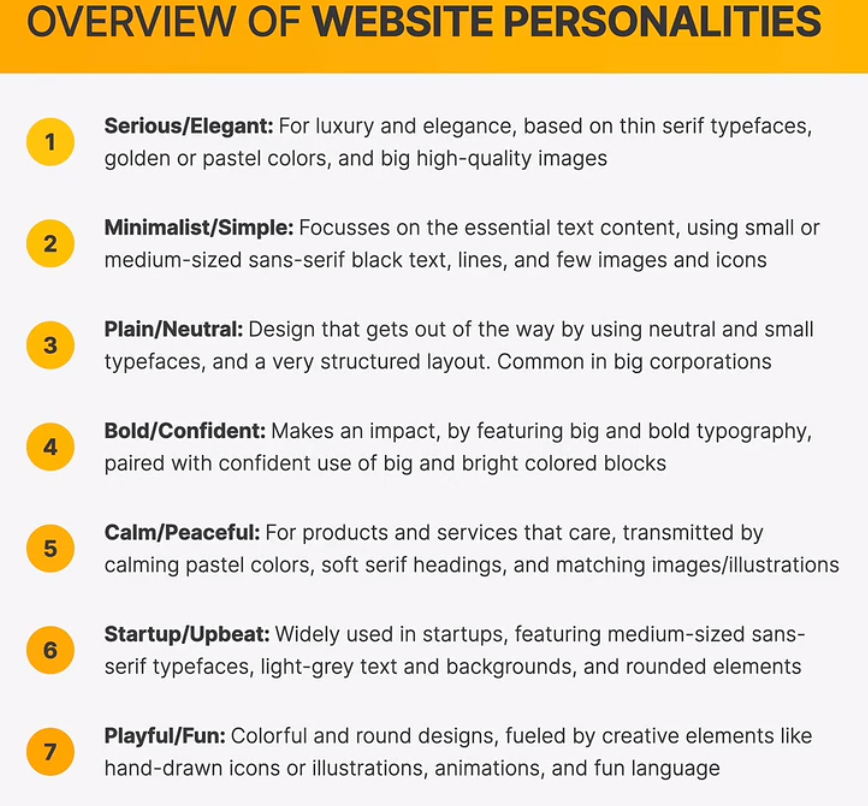 OVERVIEW OF WEBSITE PERSONALITIES
1
Serious/Elegant: For luxury and elegance, based on thin serif typefaces,
golden or pastel colors, and big high-quality images
2
Minimalist/Simple: Focusses on the essential text content, using small or
medium-sized sans-serif black text, lines, and few images and icons
3
Plain/Neutral: Design that gets out of the way by using neutral and small
typefaces, and a very structured layout. Common in big corporations
4
Bold/Confident: Makes an impact, by featuring big and bold typography,
paired with confident use of big and bright colored blocks
5
Calm/Peaceful: For products and services that care, transmitted by
calming pastel colors, soft serif headings, and matching images/illustrations
6
Startup/Upbeat: Widely used in startups, featuring medium-sized sans-
serif typefaces, light-grey text and backgrounds, and rounded elements
7
Playful/Fun: Colorful and round designs, fueled by creative elements like
hand-drawn icons or illustrations, animations, and fun language